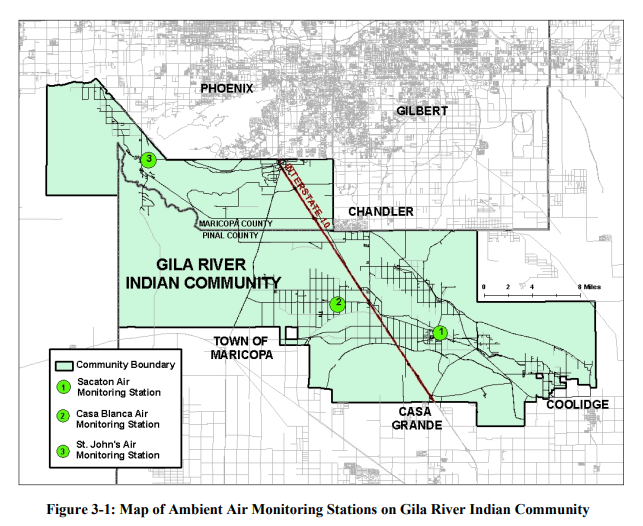 PHOENIX
GILBERT
3
INTERSTATE 10
CHANDLER
MARICOPA COUNTY
PINAL COUNTY
GILA RIVER
INDIAN COMMUNITY
0 2 4 8 Miles
2
1
TOWN OF
MARICOPA
COOLIDGE
CASA
GRANDE
Community Boundary
1 Sacaton Air
Monitoring Station
2 Casa Blanca Air
Monitoring Station
3 St. John's Air
Monitoring Station
Figure 3-1: Map of Ambient Air Monitoring Stations on Gila River Indian Community